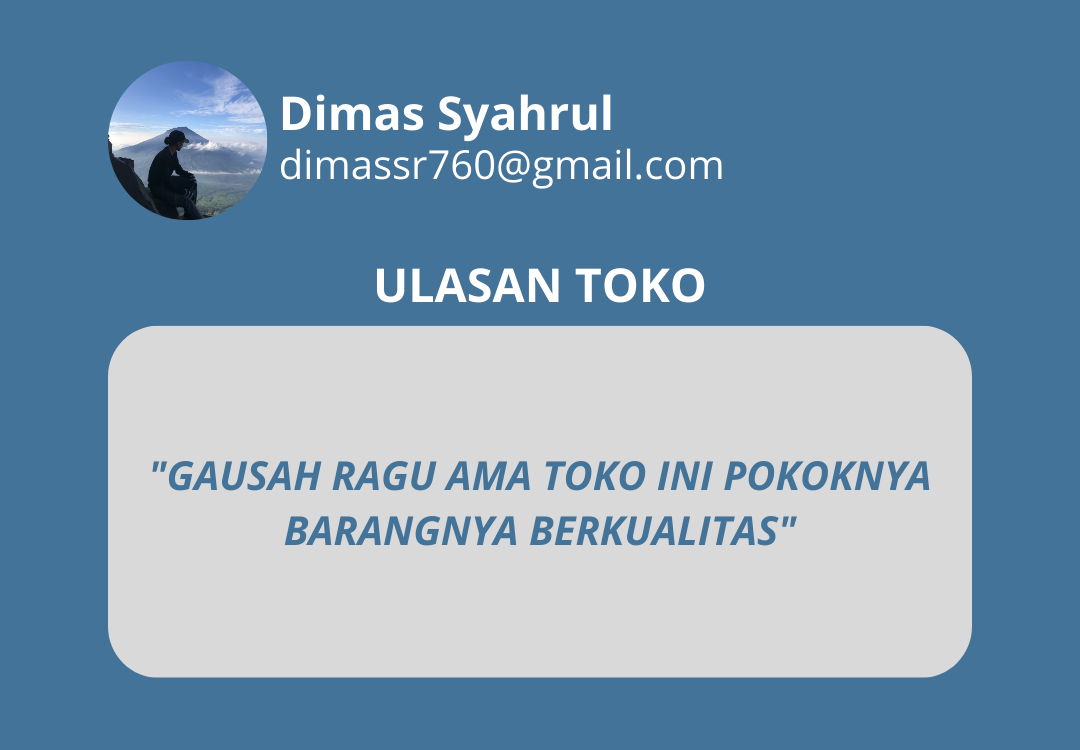 Dimas Syahrul
dimassr760@gmail.com
ULASAN TOKO
"GAUSAH RAGU AMA TOKO INI POKOKNYA
BARANGNYA BERKUALITAS"